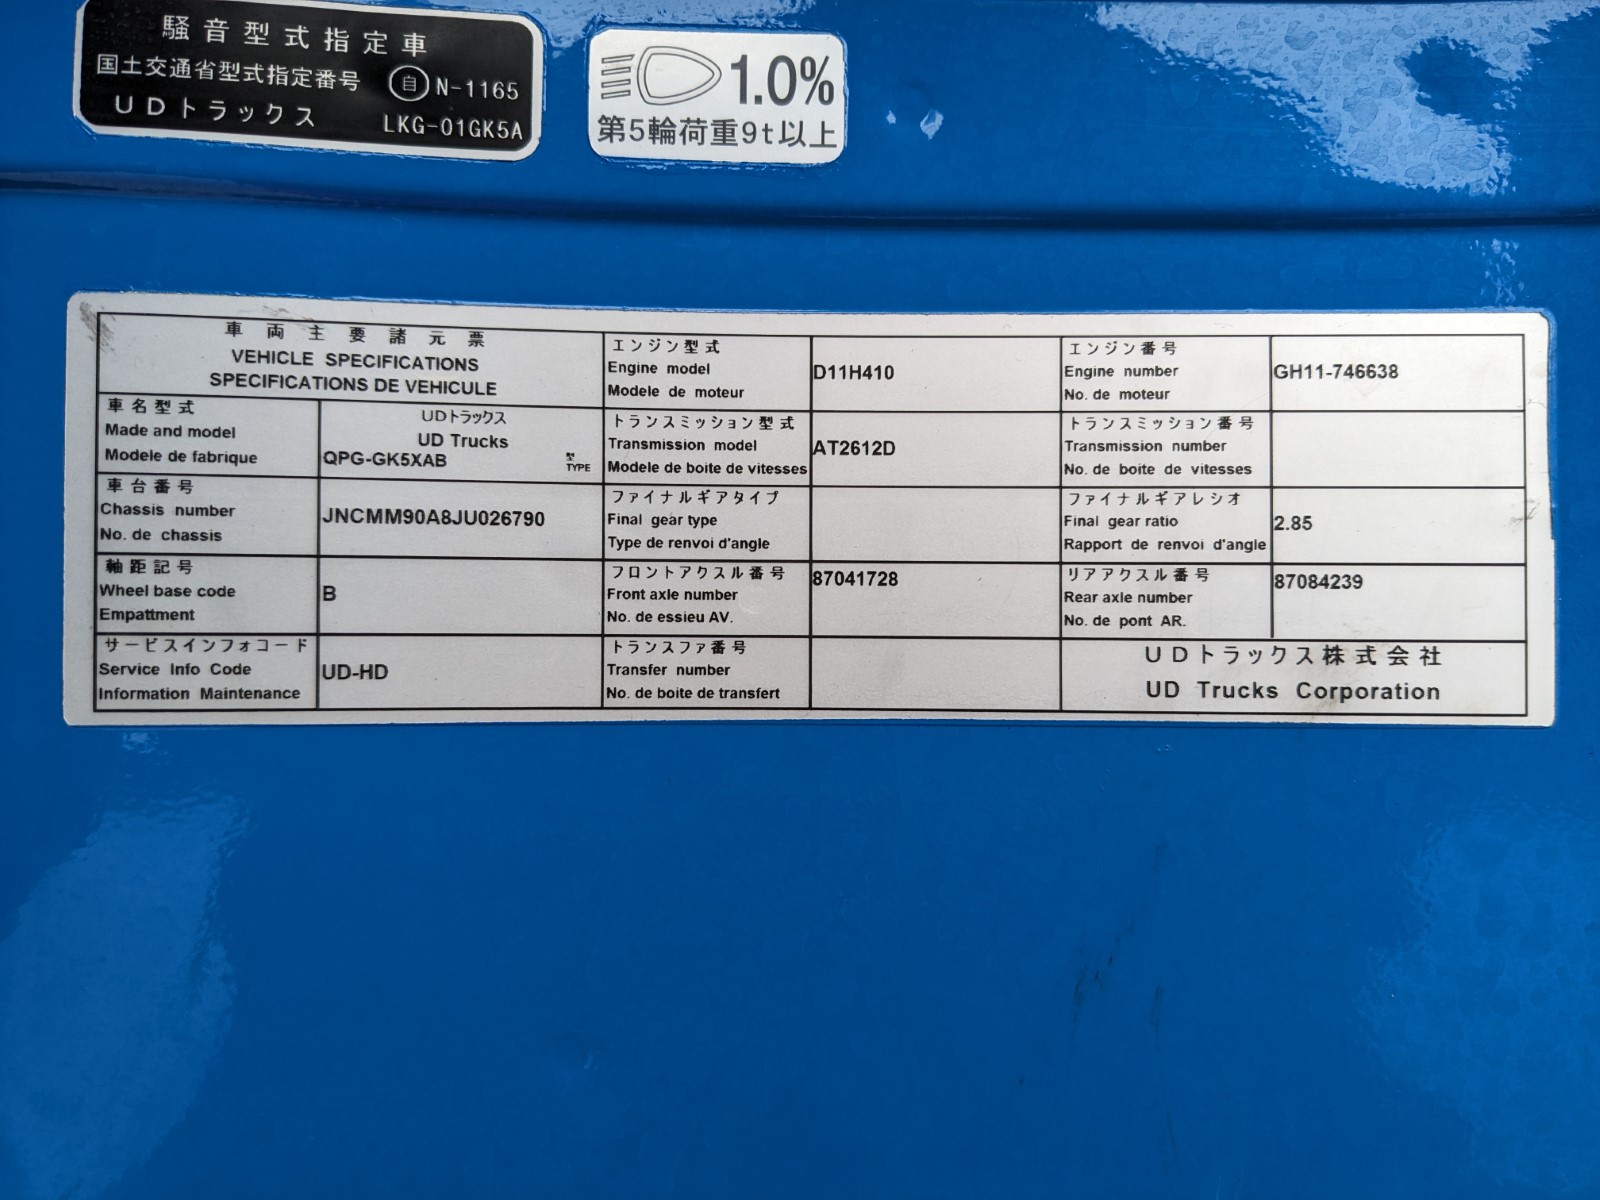 騒音型式指定車
国土交通省型式指定番号 自 N-1165
UDトラックス LKG-01GK5A
1.0%
第5輪荷重9t以上
車両主要諸元票
VEHICLE SPECIFICATIONS
SPECIFICATIONS DE VEHICULE
車名型式
Made and model
Modele de fabrique
UDトラックス
UD Trucks
QPG-GK5XAB
型
TYPE
車台番号
Chassis number
No. de chassis
JNCMM90A8JU026790
軸距記号
Wheel base code
Empattment
B
サービスインフォコード
Service Info Code
Information Maintenance
UD-HD
エンジン型式
Engine model
Modele de moteur
D11H410
トランスミッション型式
Transmission model
Modele de boite de vitesses
AT2612D
ファイナルギアタイプ
Final gear type
Type de renvoi d'angle
フロントアクスル番号
Front axle number
No. de essieu AV.
87041728
トランスファ番号
Transfer number
No. de boite de transfert
エンジン番号
Engine number
No. de moteur
GH11-746638
トランスミッション番号
Transmission number
No. de boite de vitesses
ファイナルギアレシオ
Final gear ratio
Rapport de renvoi d'angle
2.85
リアアクスル番号
Rear axle number
No. de pont AR.
87084239
UDトラックス株式会社
UD Trucks Corporation